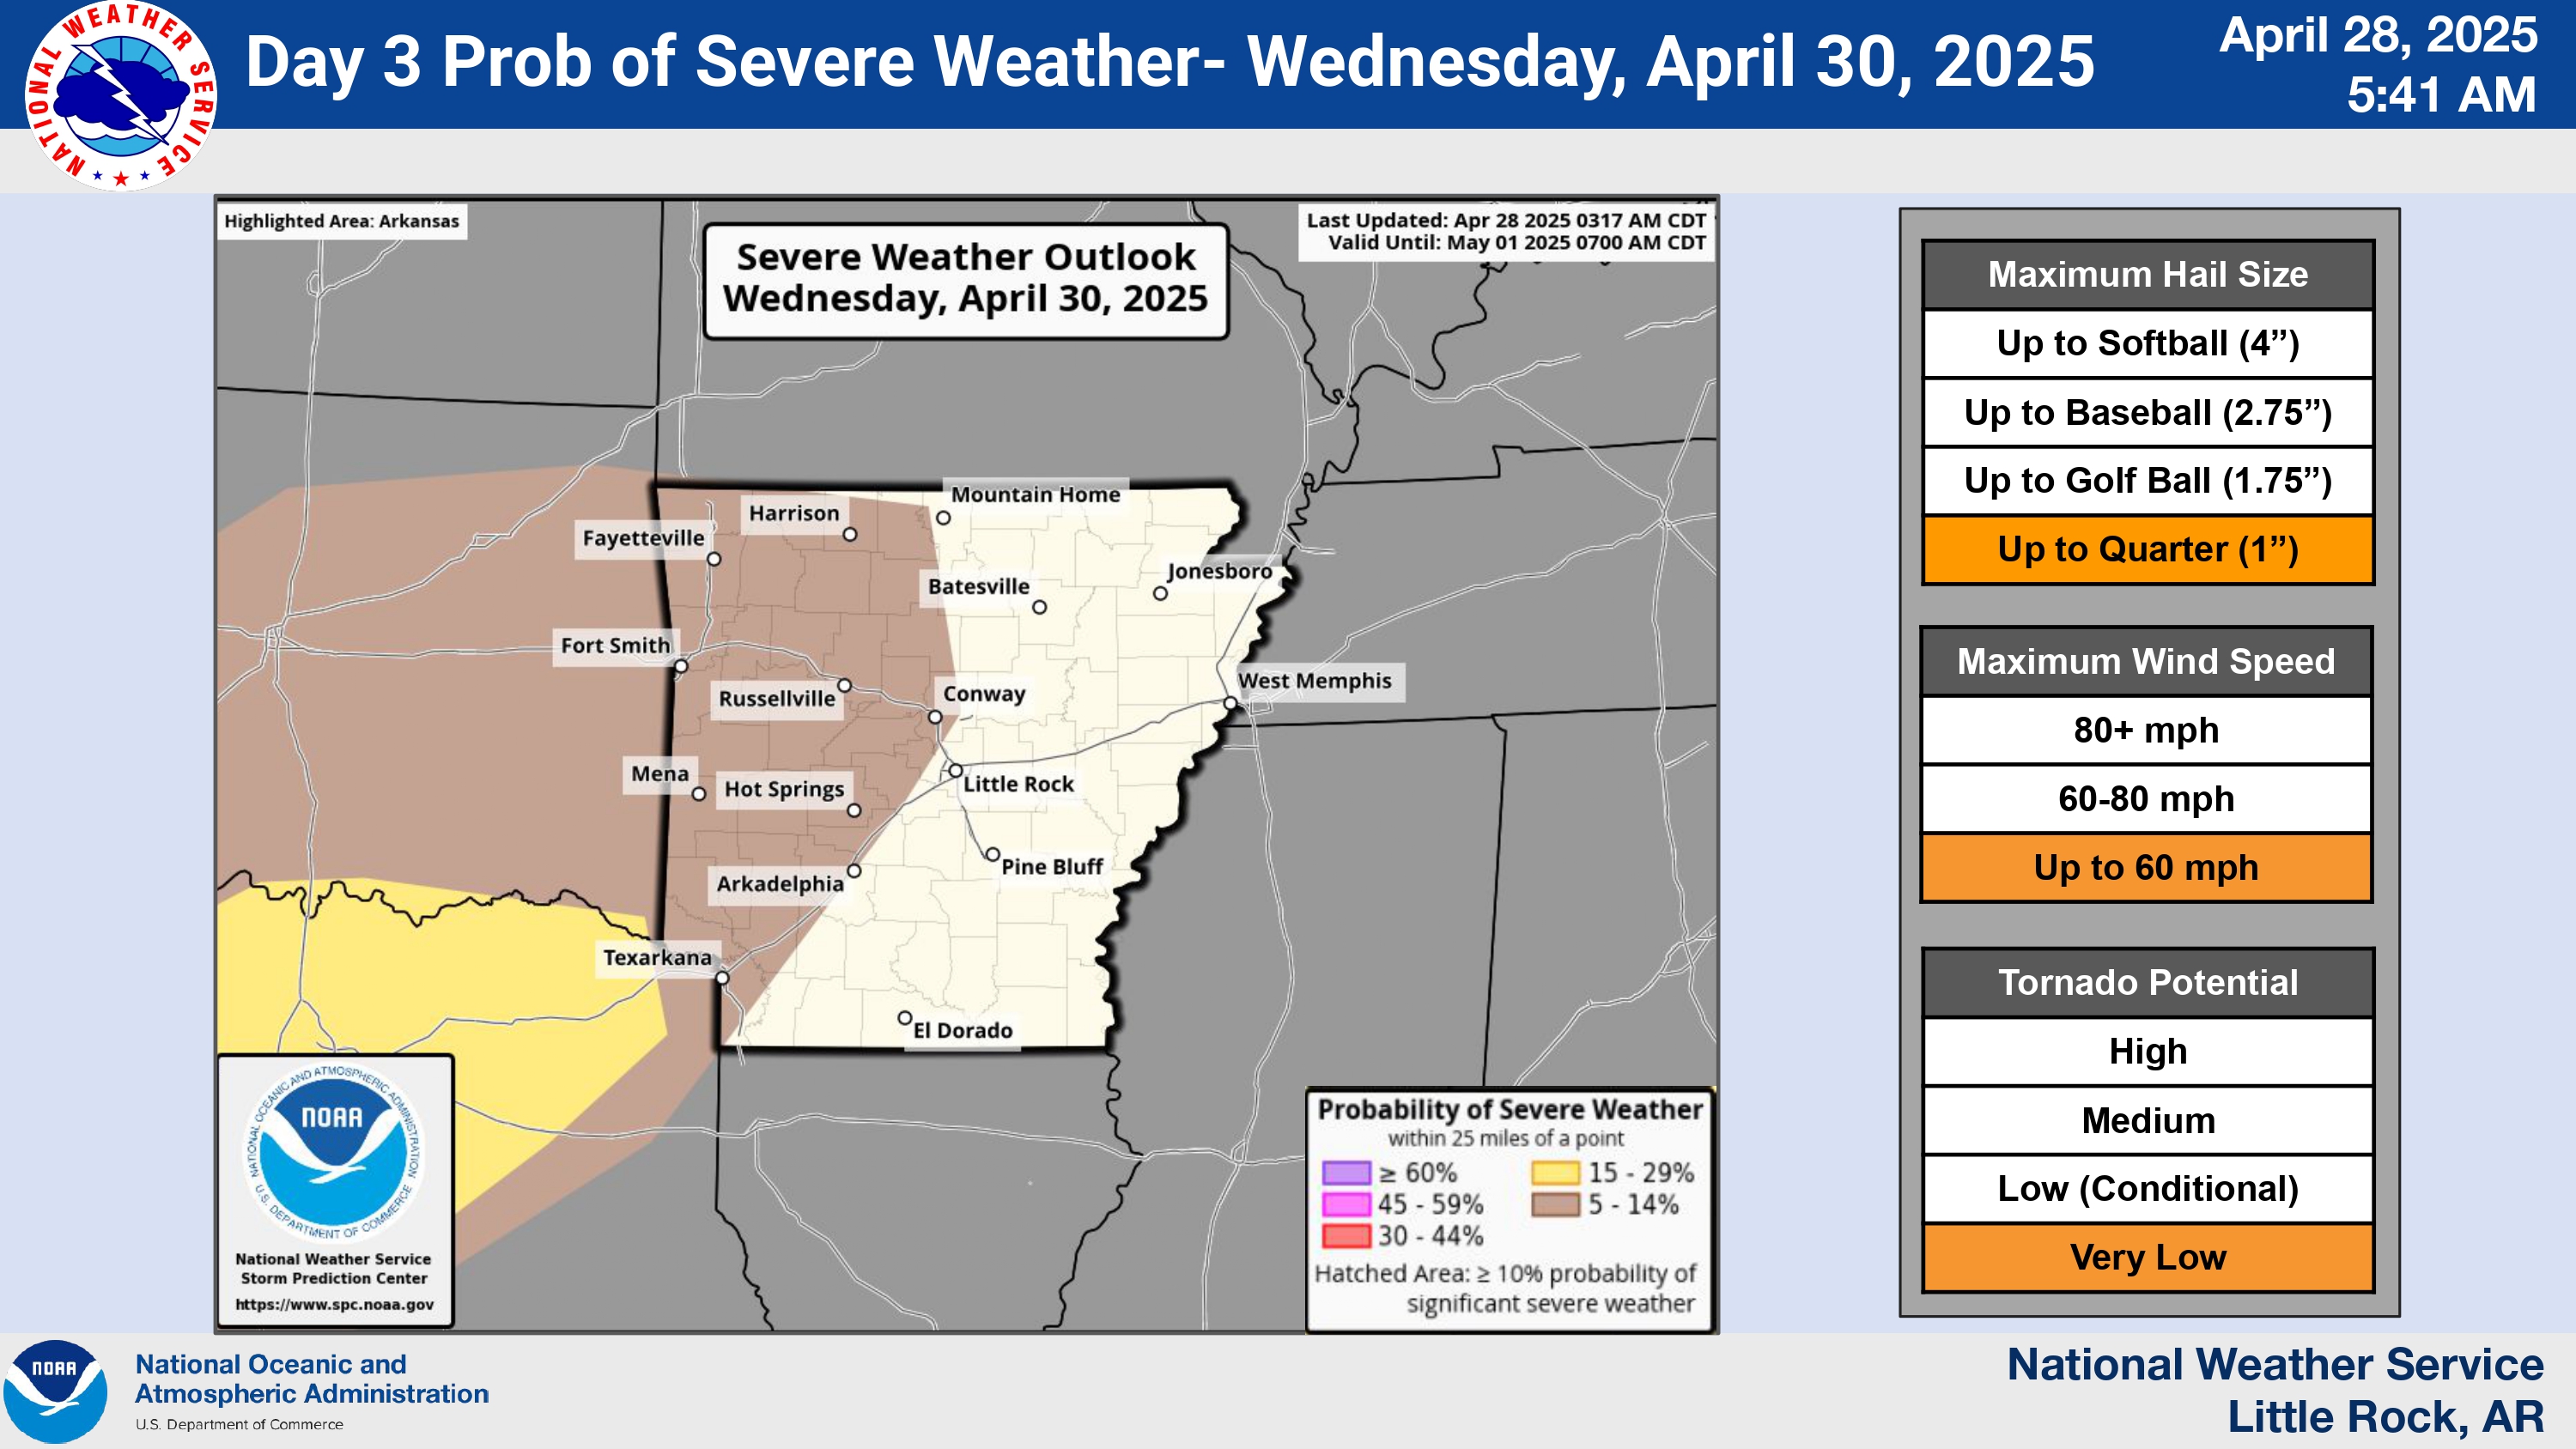 NATIONAL WEATHER SERVICE
Day 3 Prob of Severe Weather- Wednesday, April 30, 2025
April 28, 2025
5:41 AM
Highlighted Area: Arkansas
Severe Weather Outlook
Wednesday, April 30, 2025
Last Updated: Apr 28 2025 0317 AM CDT
Valid Until: May 01 2025 0700 AM CDT
Mountain Home
Harrison
Fayetteville
Jonesboro
Batesville
Fort Smith
West Memphis
Russellville
Conway
Mena
Hot Springs
Little Rock
Pine Bluff
Arkadelphia
Texarkana
El Dorado
NATIONAL OCEANIC AND ATMOSPHERIC ADMINISTRATION
NOAA
U.S. DEPARTMENT OF COMMERCE
National Weather Service
Storm Prediction Center
https://www.spc.noaa.gov
Probability of Severe Weather
within 25 miles of a point
≥ 60%
15 - 29%
45 - 59%
5 - 14%
30 - 44%
Hatched Area: ≥ 10% probability of
significant severe weather
Maximum Hail Size
Up to Softball (4”)
Up to Baseball (2.75”)
Up to Golf Ball (1.75”)
Up to Quarter (1”)
Maximum Wind Speed
80+ mph
60-80 mph
Up to 60 mph
Tornado Potential
High
Medium
Low (Conditional)
Very Low
NOAA
National Oceanic and
Atmospheric Administration
U.S. Department of Commerce
National Weather Service
Little Rock, AR